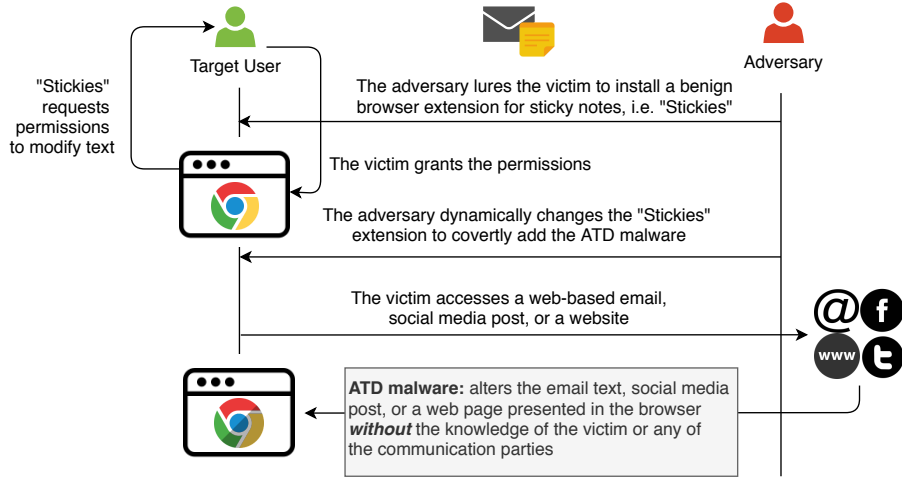 Target User
Adversary
"Stickies"
requests
permissions
to modify text
The adversary lures the victim to install a benign
browser extension for sticky notes, i.e. "Stickies"
The victim grants the permissions
The adversary dynamically changes the "Stickies"
extension to covertly add the ATD malware
The victim accesses a web-based email,
social media post, or a website
@
f
www
t
ATD malware: alters the email text, social media
post, or a web page presented in the browser
without the knowledge of the victim or any of
the communication parties